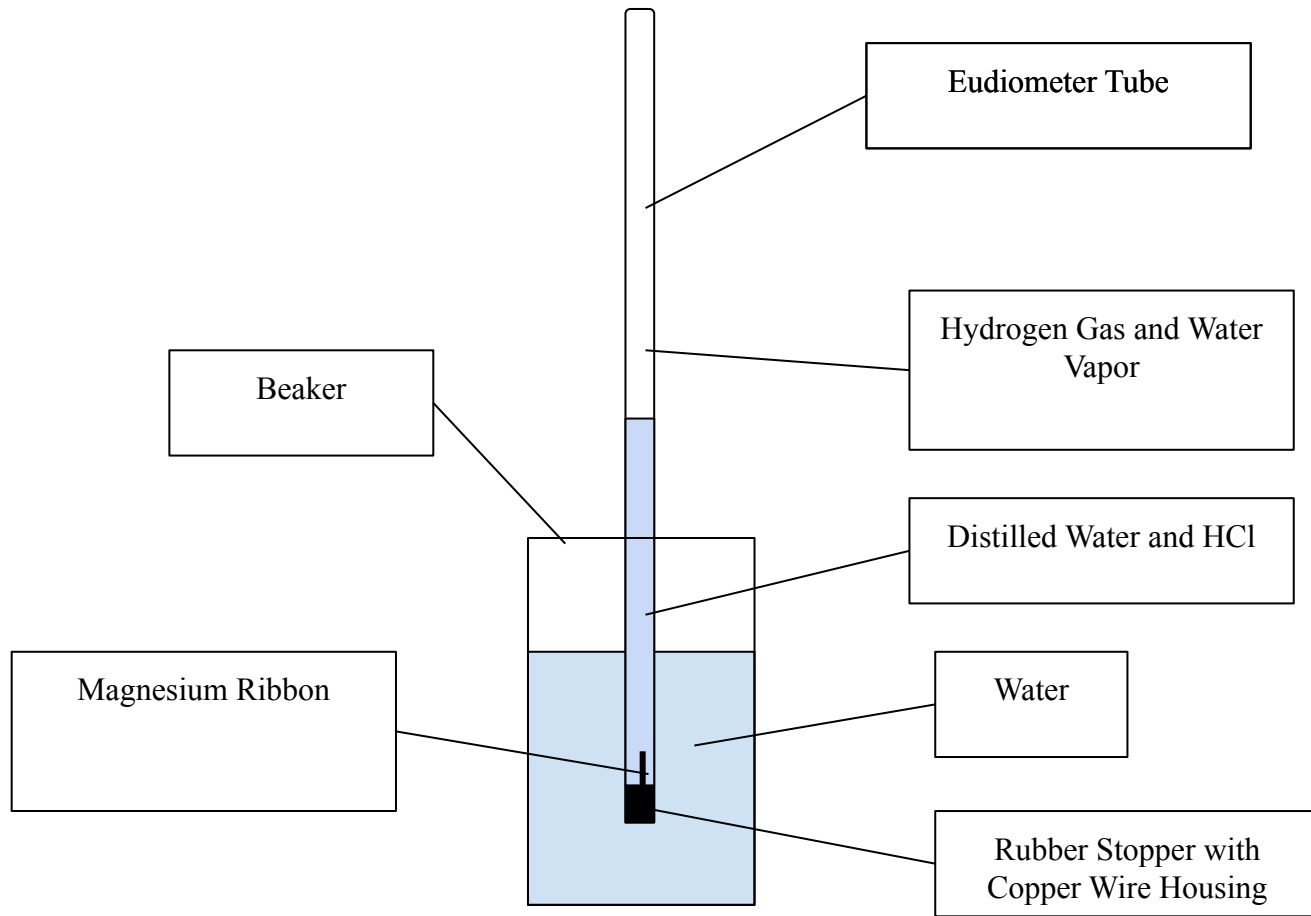 Eudiometer Tube
Hydrogen Gas and Water
Vapor
Beaker
Distilled Water and HCl
Magnesium Ribbon
Water
Rubber Stopper with
Copper Wire Housing